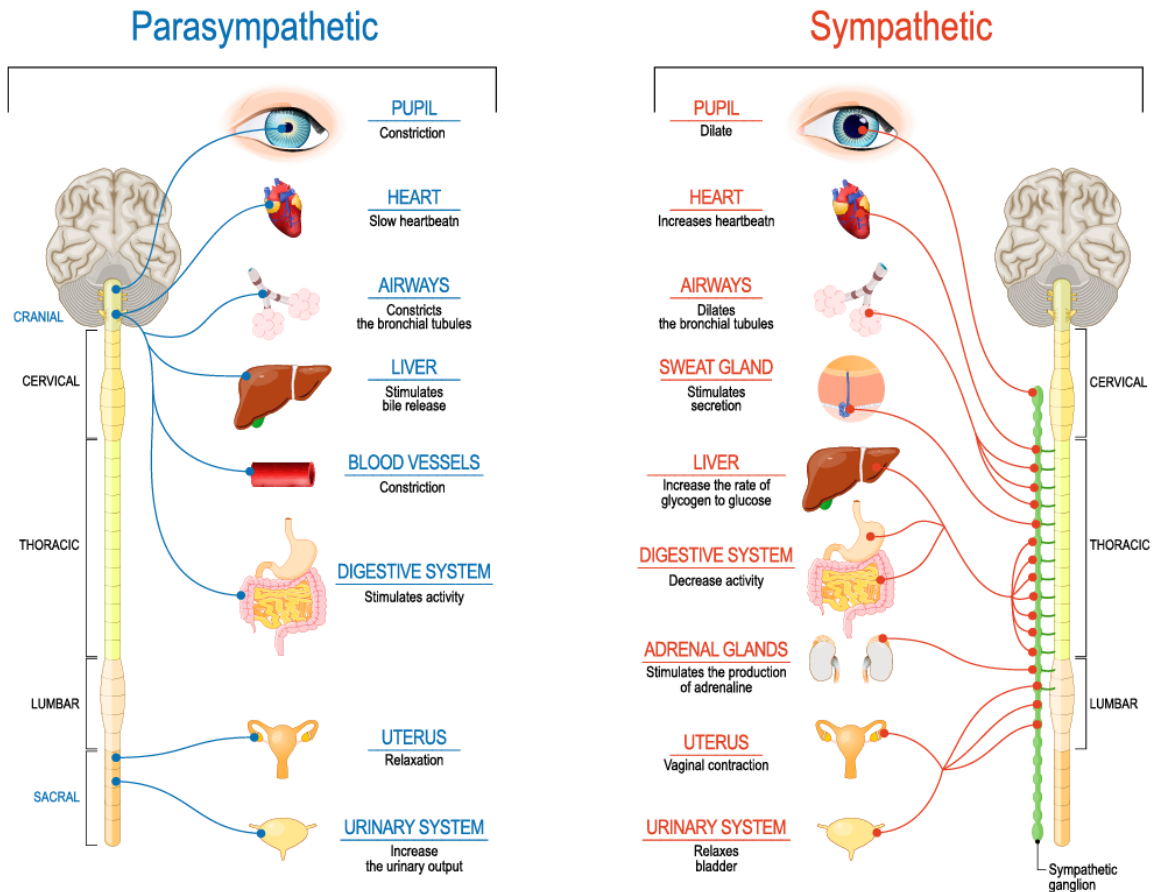 Parasympathetic
PUPIL
Constriction
HEART
Slow heartbeatn
AIRWAYS
Constricts
the bronchial tubules
LIVER
Stimulates
bile release
BLOOD VESSELS
Constriction
DIGESTIVE SYSTEM
Stimulates activity
UTERUS
Relaxation
URINARY SYSTEM
Increase
the urinary output
CRANIAL
CERVICAL
THORACIC
LUMBAR
SACRAL
Sympathetic
PUPIL
Dilate
HEART
Increases heartbeatn
AIRWAYS
Dilates
the bronchial tubules
SWEAT GLAND
Stimulates
secretion
LIVER
Increase the rate of
glycogen to glucose
DIGESTIVE SYSTEM
Decrease activity
ADRENAL GLANDS
Stimulates the production
of adrenaline
UTERUS
Vaginal contraction
URINARY SYSTEM
Relaxes
bladder
CERVICAL
THORACIC
LUMBAR
Sympathetic
ganglion